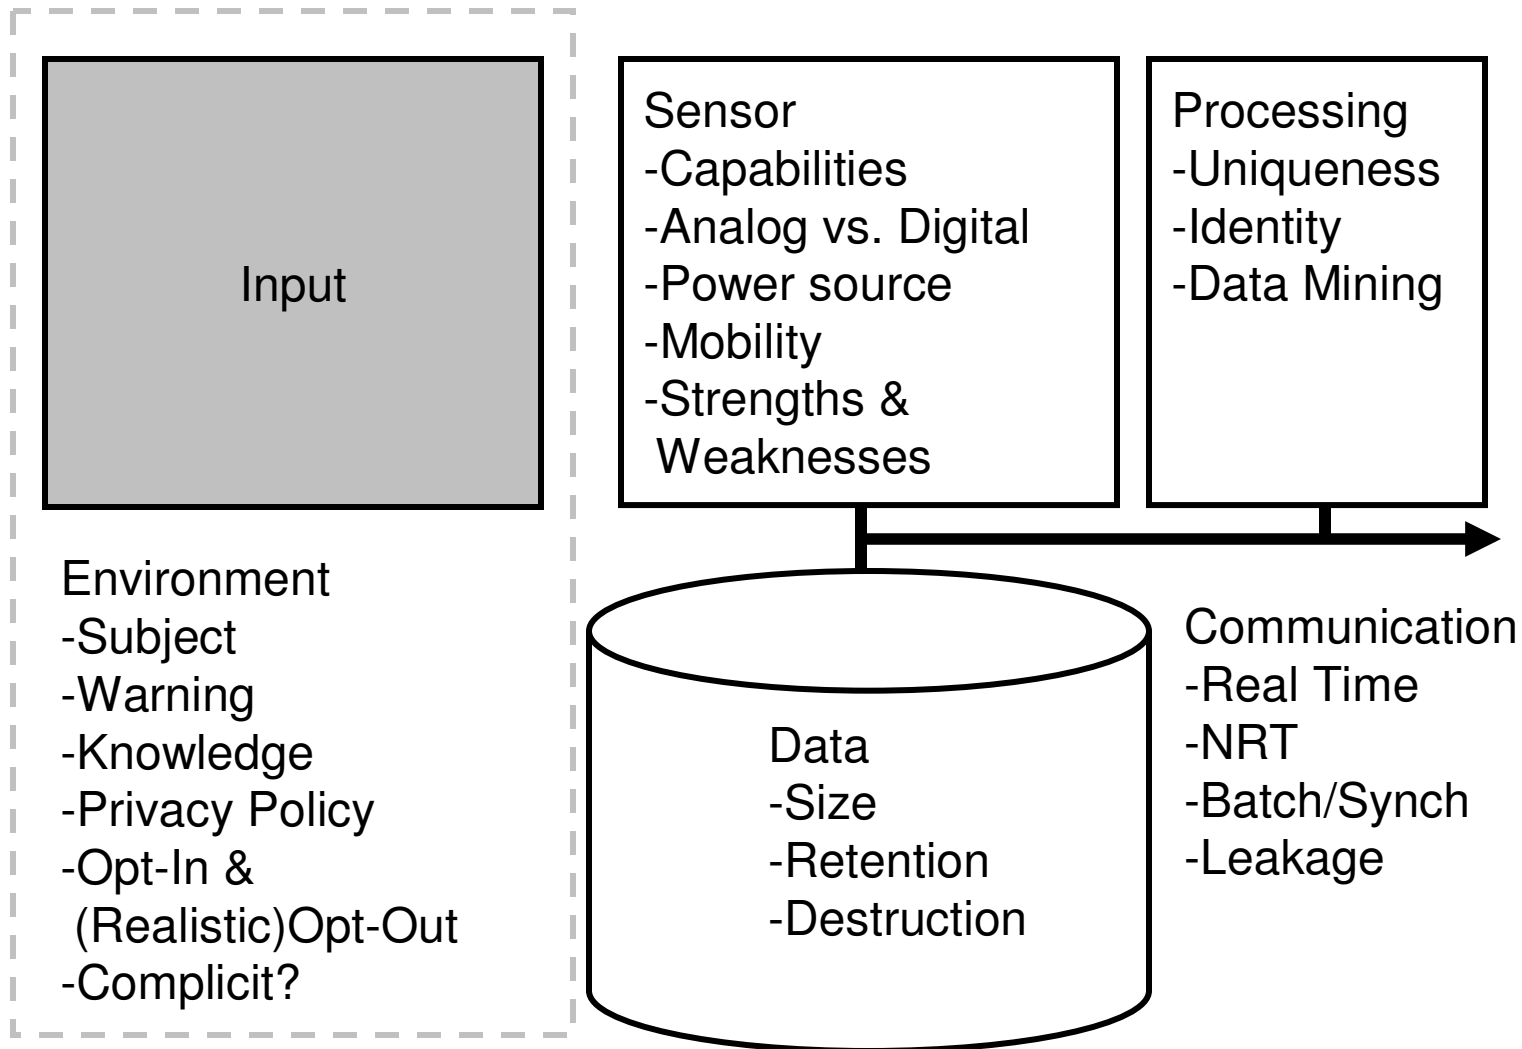 Input
Environment
-Subject
-Warning
-Knowledge
-Privacy Policy
-Opt-In &
(Realistic)Opt-Out
-Complicit?
Sensor
-Capabilities
-Analog vs. Digital
-Power source
-Mobility
-Strengths &
Weaknesses
Processing
-Uniqueness
-Identity
-Data Mining
Data
-Size
-Retention
-Destruction
Communication
-Real Time
-NRT
-Batch/Synch
-Leakage